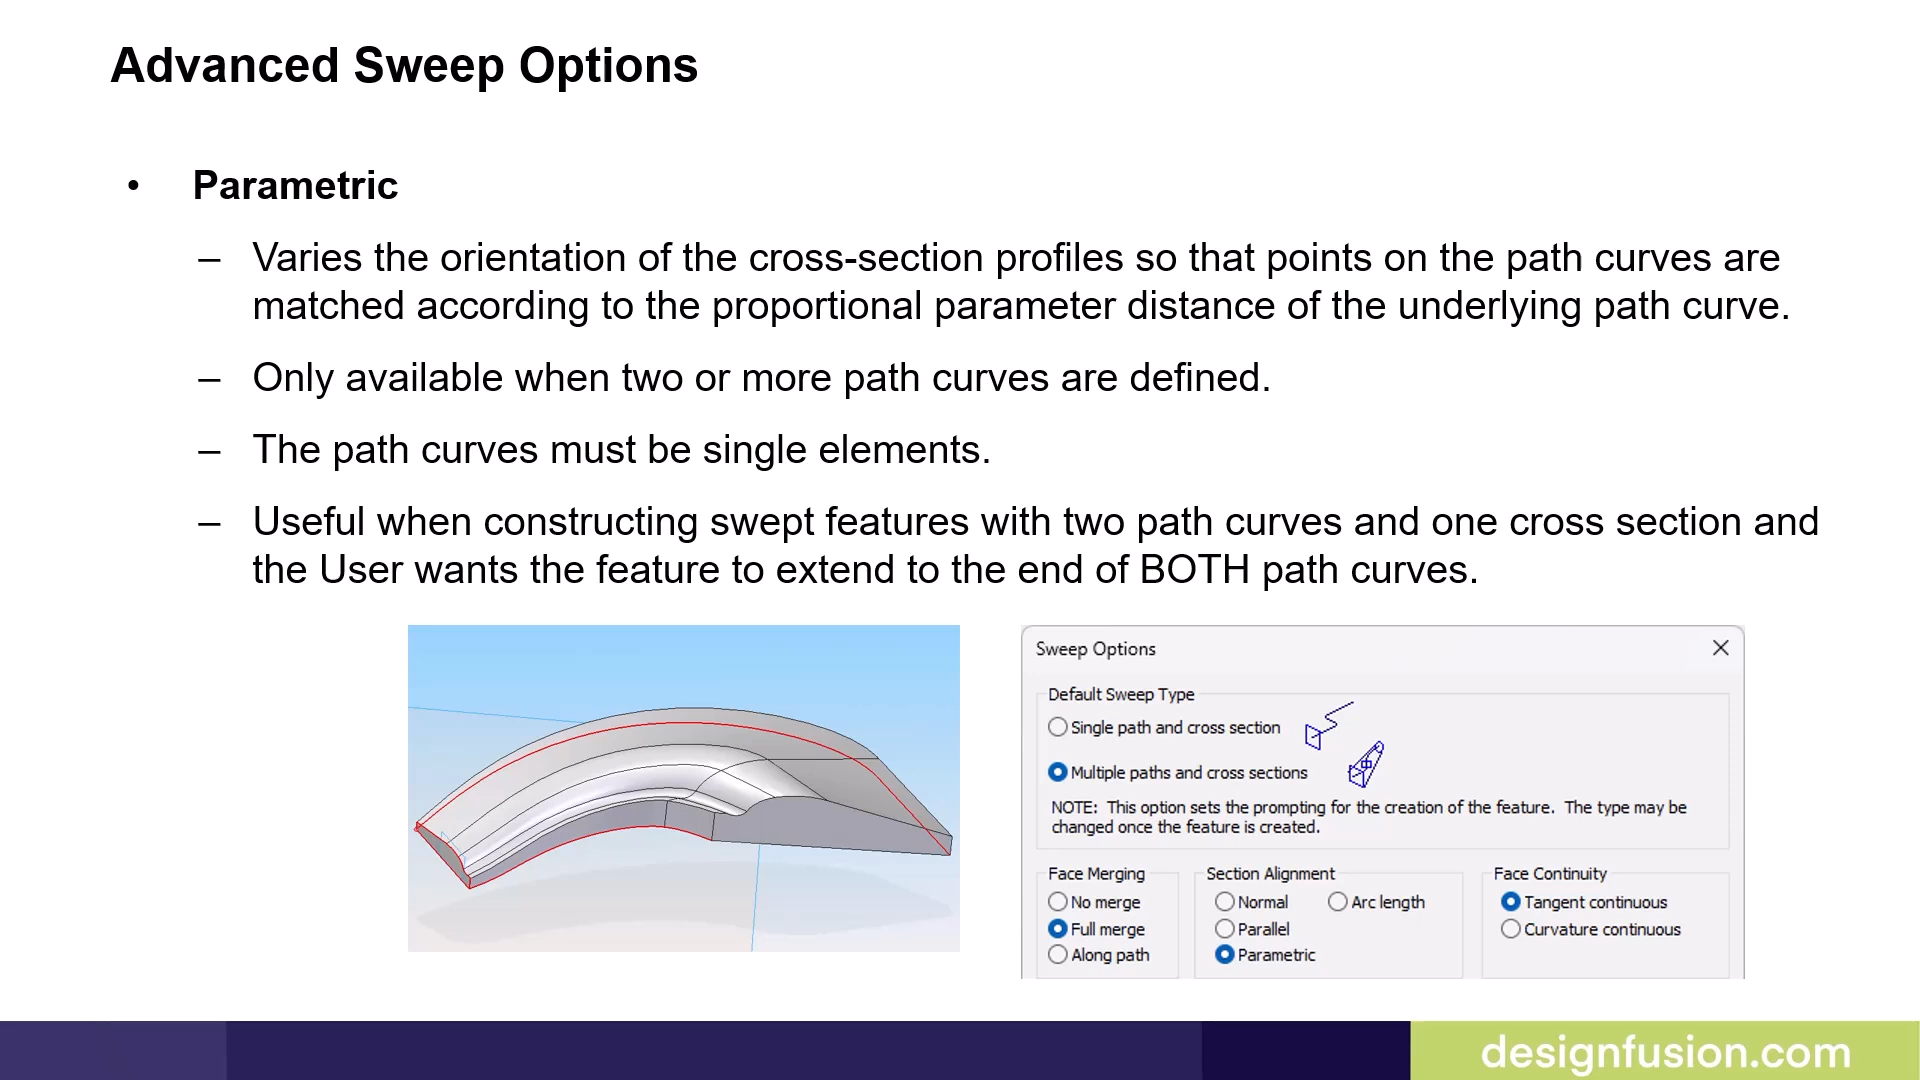 Advanced Sweep Options
• Parametric
– Varies the orientation of the cross-section profiles so that points on the path curves are
matched according to the proportional parameter distance of the underlying path curve.
– Only available when two or more path curves are defined.
– The path curves must be single elements.
– Useful when constructing swept features with two path curves and one cross section and
the User wants the feature to extend to the end of BOTH path curves.
Sweep Options
Default Sweep Type
Single path and cross section
Multiple paths and cross sections
NOTE: This option sets the prompting for the creation of the feature. The type may be
changed once the feature is created.
Face Merging
No merge
Full merge
Along path
Section Alignment
Normal Arc length
Parallel
Parametric
Face Continuity
Tangent continuous
Curvature continuous
designfusion.com